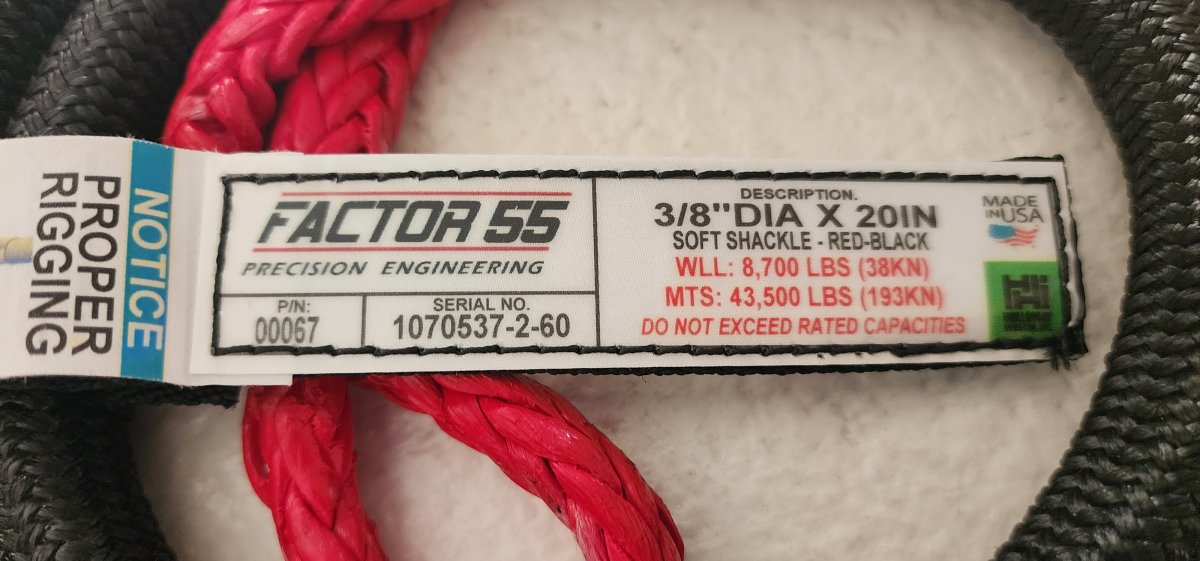 NOTICE
PROPER
RIGGING
FACTOR 55
PRECISION ENGINEERING
P/N:
00067
SERIAL NO.
1070537-2-60
DESCRIPTION.
3/8"DIA X 20IN
SOFT SHACKLE - RED-BLACK
WLL: 8,700 LBS (38KN)
MTS: 43,500 LBS (193KN)
DO NOT EXCEED RATED CAPACITIES
MADE
IN USA